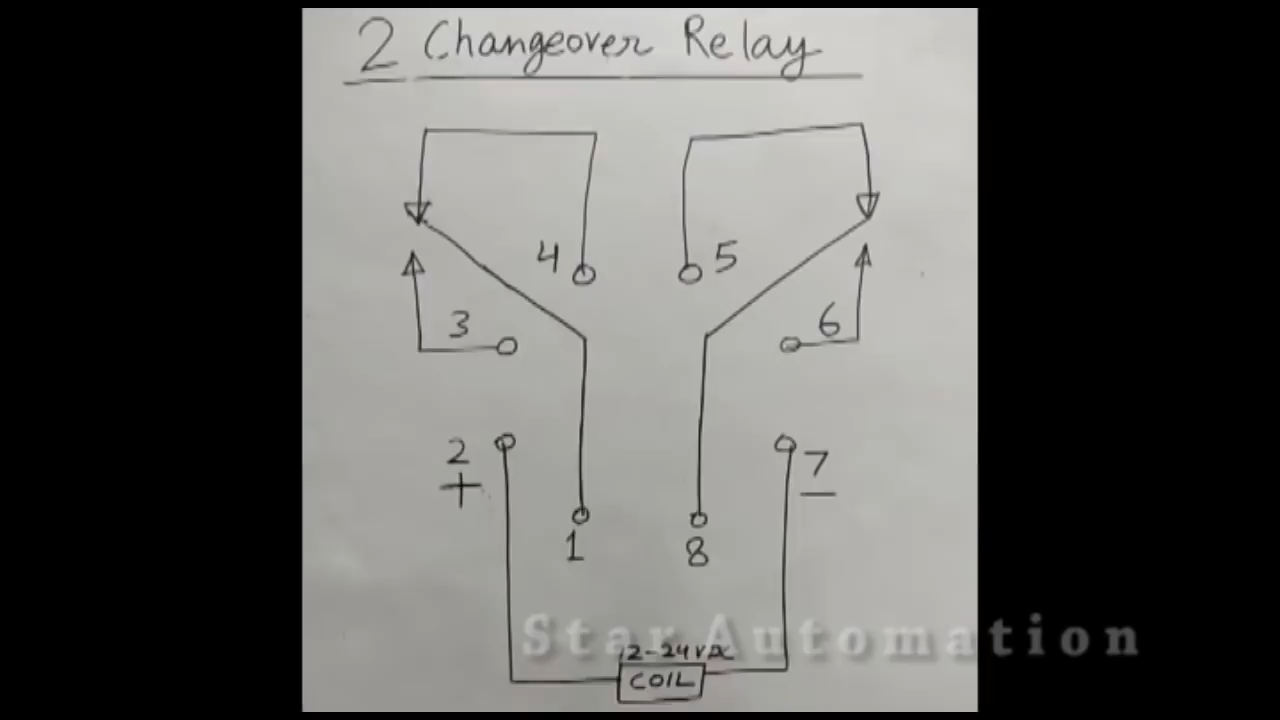 2 Changeover Relay
4
5
3
6
2
+
7
-
1
8
Star Automation
12-24VDC
COIL